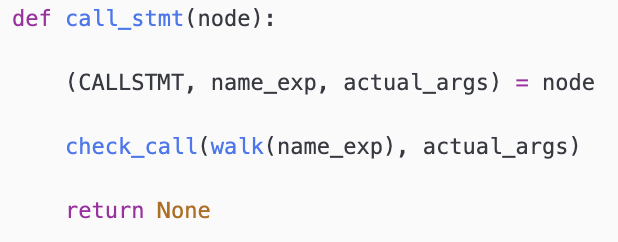 def call_stmt(node):
    (CALLSTMT, name_exp, actual_args) = node
    check_call(walk(name_exp), actual_args)
    return None